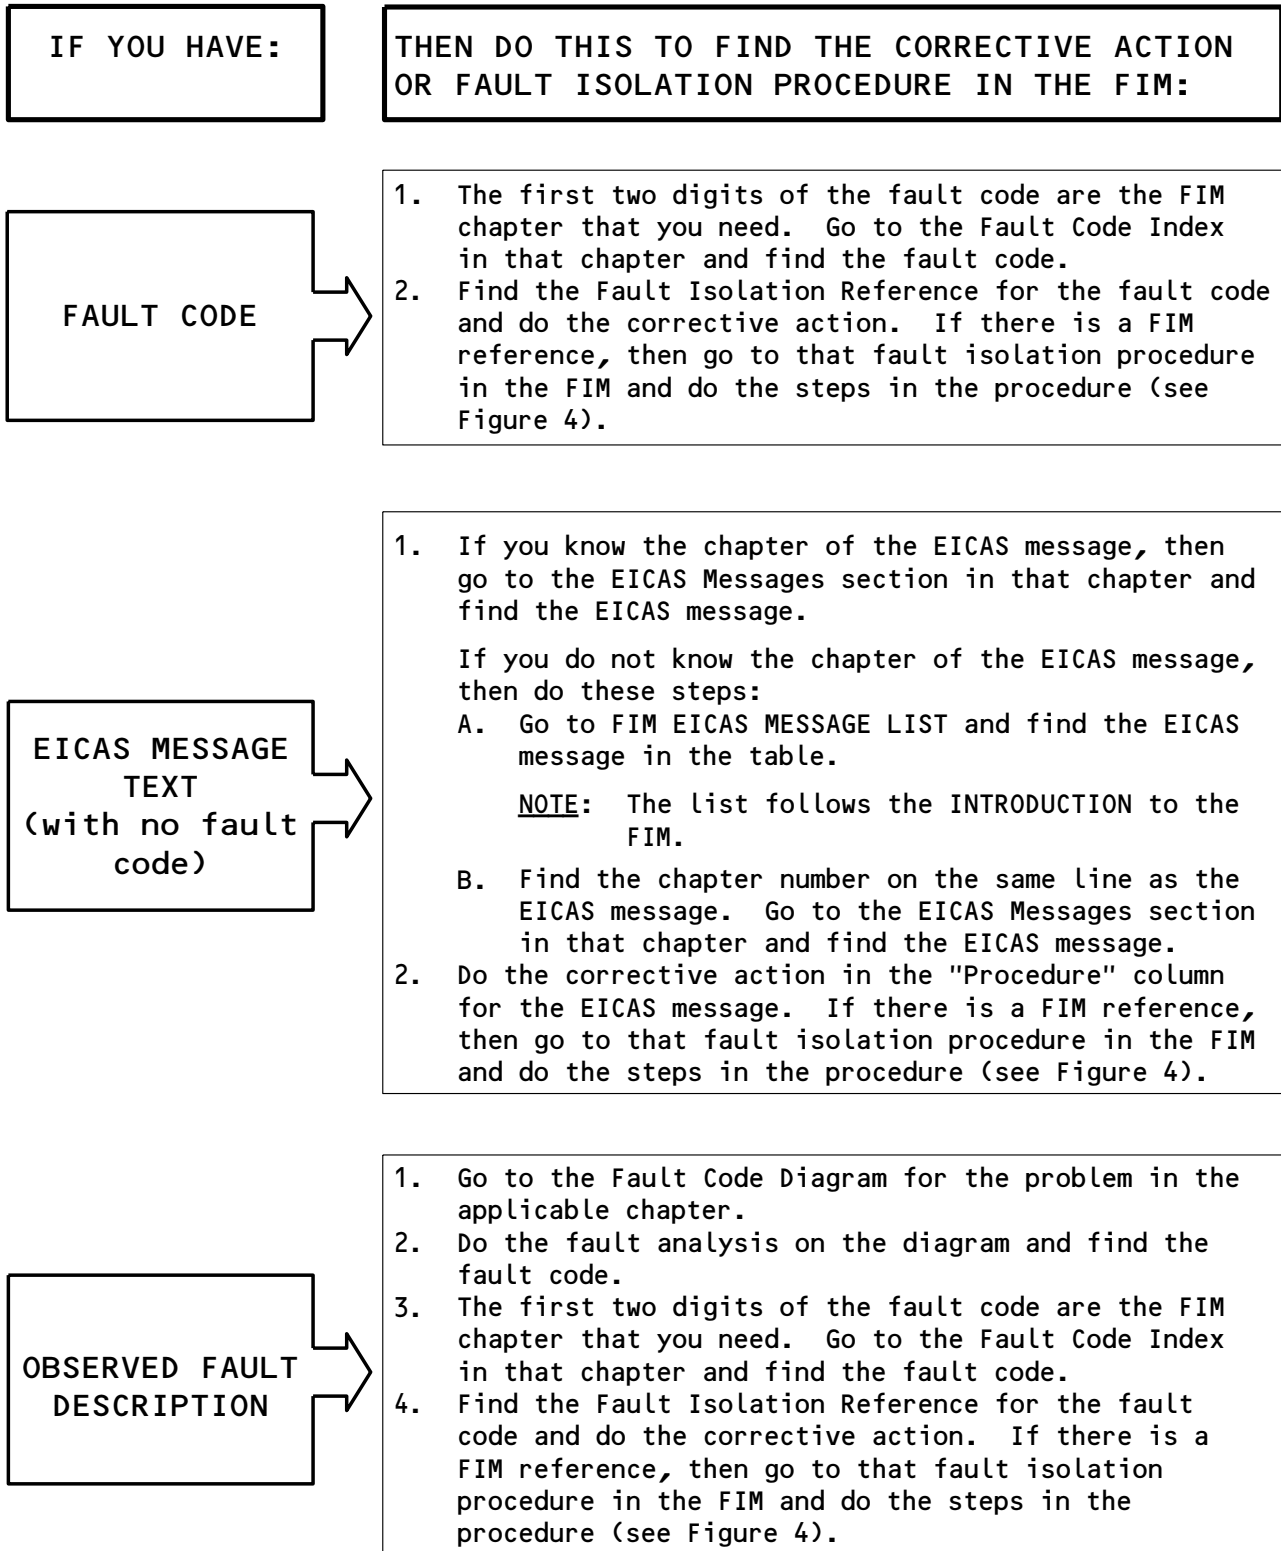 IF YOU HAVE:
THEN DO THIS TO FIND THE CORRECTIVE ACTION
OR FAULT ISOLATION PROCEDURE IN THE FIM:
FAULT CODE
1. The first two digits of the fault code are the FIM
chapter that you need. Go to the Fault Code Index
in that chapter and find the fault code.
2. Find the Fault Isolation Reference for the fault code
and do the corrective action. If there is a FIM
reference, then go to that fault isolation procedure
in the FIM and do the steps in the procedure (see
Figure 4).
EICAS MESSAGE
TEXT
(with no fault
code)
1. If you know the chapter of the EICAS message, then
go to the EICAS Messages section in that chapter and
find the EICAS message.
If you do not know the chapter of the EICAS message,
then do these steps:
A. Go to FIM EICAS MESSAGE LIST and find the EICAS
message in the table.
NOTE: The list follows the INTRODUCTION to the
FIM.
B. Find the chapter number on the same line as the
EICAS message. Go to the EICAS Messages section
in that chapter and find the EICAS message.
2. Do the corrective action in the "Procedure" column
for the EICAS message. If there is a FIM reference,
then go to that fault isolation procedure in the FIM
and do the steps in the procedure (see Figure 4).
OBSERVED FAULT
DESCRIPTION
1. Go to the Fault Code Diagram for the problem in the
applicable chapter.
2. Do the fault analysis on the diagram and find the
fault code.
3. The first two digits of the fault code are the FIM
chapter that you need. Go to the Fault Code Index
in that chapter and find the fault code.
4. Find the Fault Isolation Reference for the fault
code and do the corrective action. If there is a
FIM reference, then go to that fault isolation
procedure in the FIM and do the steps in the
procedure (see Figure 4).